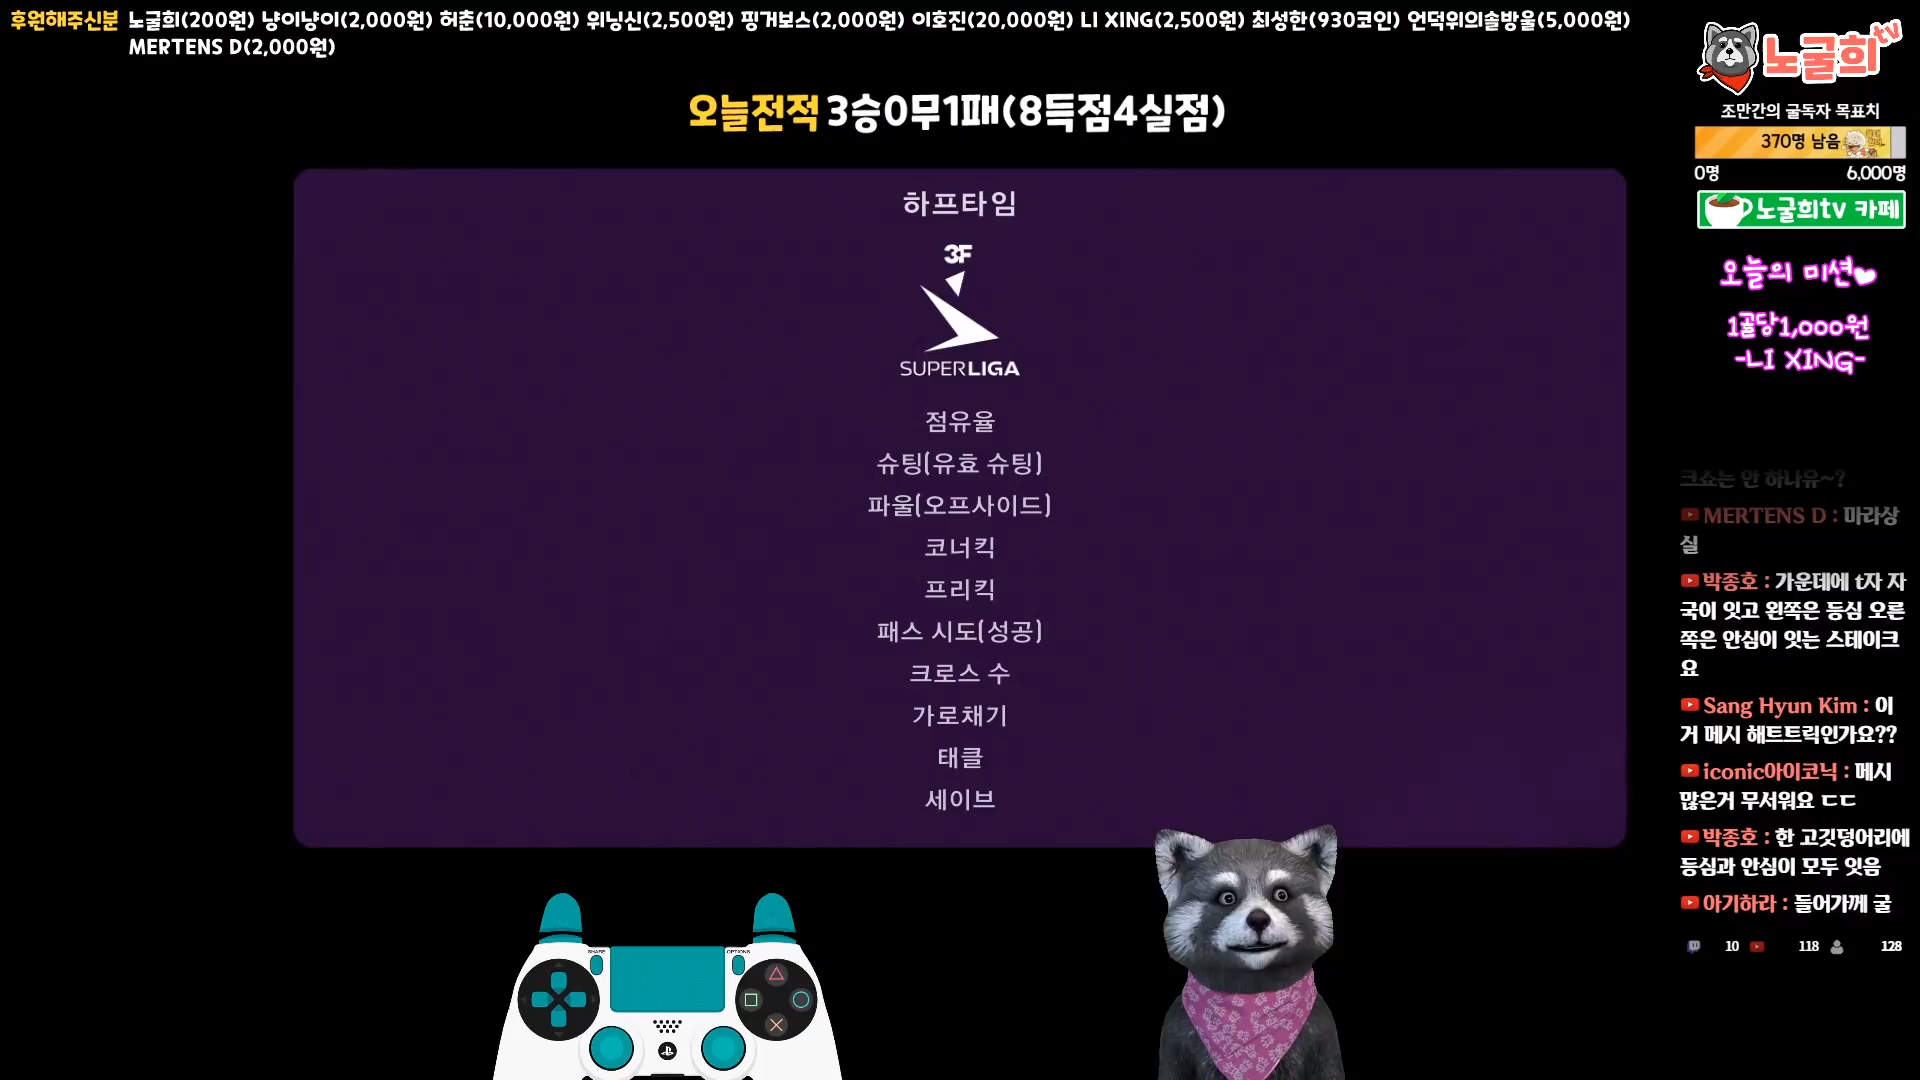 후원해주신분 노굴희(200원) 냥이냥이(2,000원) 허춘(10,000원) 위닝신(2,500원) 핑거보스(2,000원) 이호진(20,000원) LI XING(2,500원) 최성한(930코인) 언덕위의솔방울(5,000원)
MERTENS D(2,000원)
노굴희tv
오늘전적 3승0무1패(8득점4실점)
조만간의 굴독자 목표치
370명 남음
0명 6,000명
노굴희tv 카페
하프타임
3F
SUPERLIGA
오늘의 미션
1골당1,000원
-LI XING-
점유율
슈팅(유효 슈팅)
파울(오프사이드)
코너킥
프리킥
패스 시도(성공)
크로스 수
가로채기
태클
세이브
크쇼는 안 하나유~?
MERTENS D : 마라상
실
박종호 : 가운데에 t자 자
국이 잇고 왼쪽은 등심 오른
쪽은 안심이 잇는 스테이크
요
Sang Hyun Kim : 이
거 메시 해트트릭인가요??
iconic아이코닉 : 메시
많은거 무서워요 ㄷㄷ
박종호 : 한 고깃덩어리에
등심과 안심이 모두 잇음
아기하라 : 들어가께 굴
10 118 128
SHARE
OPTIONS